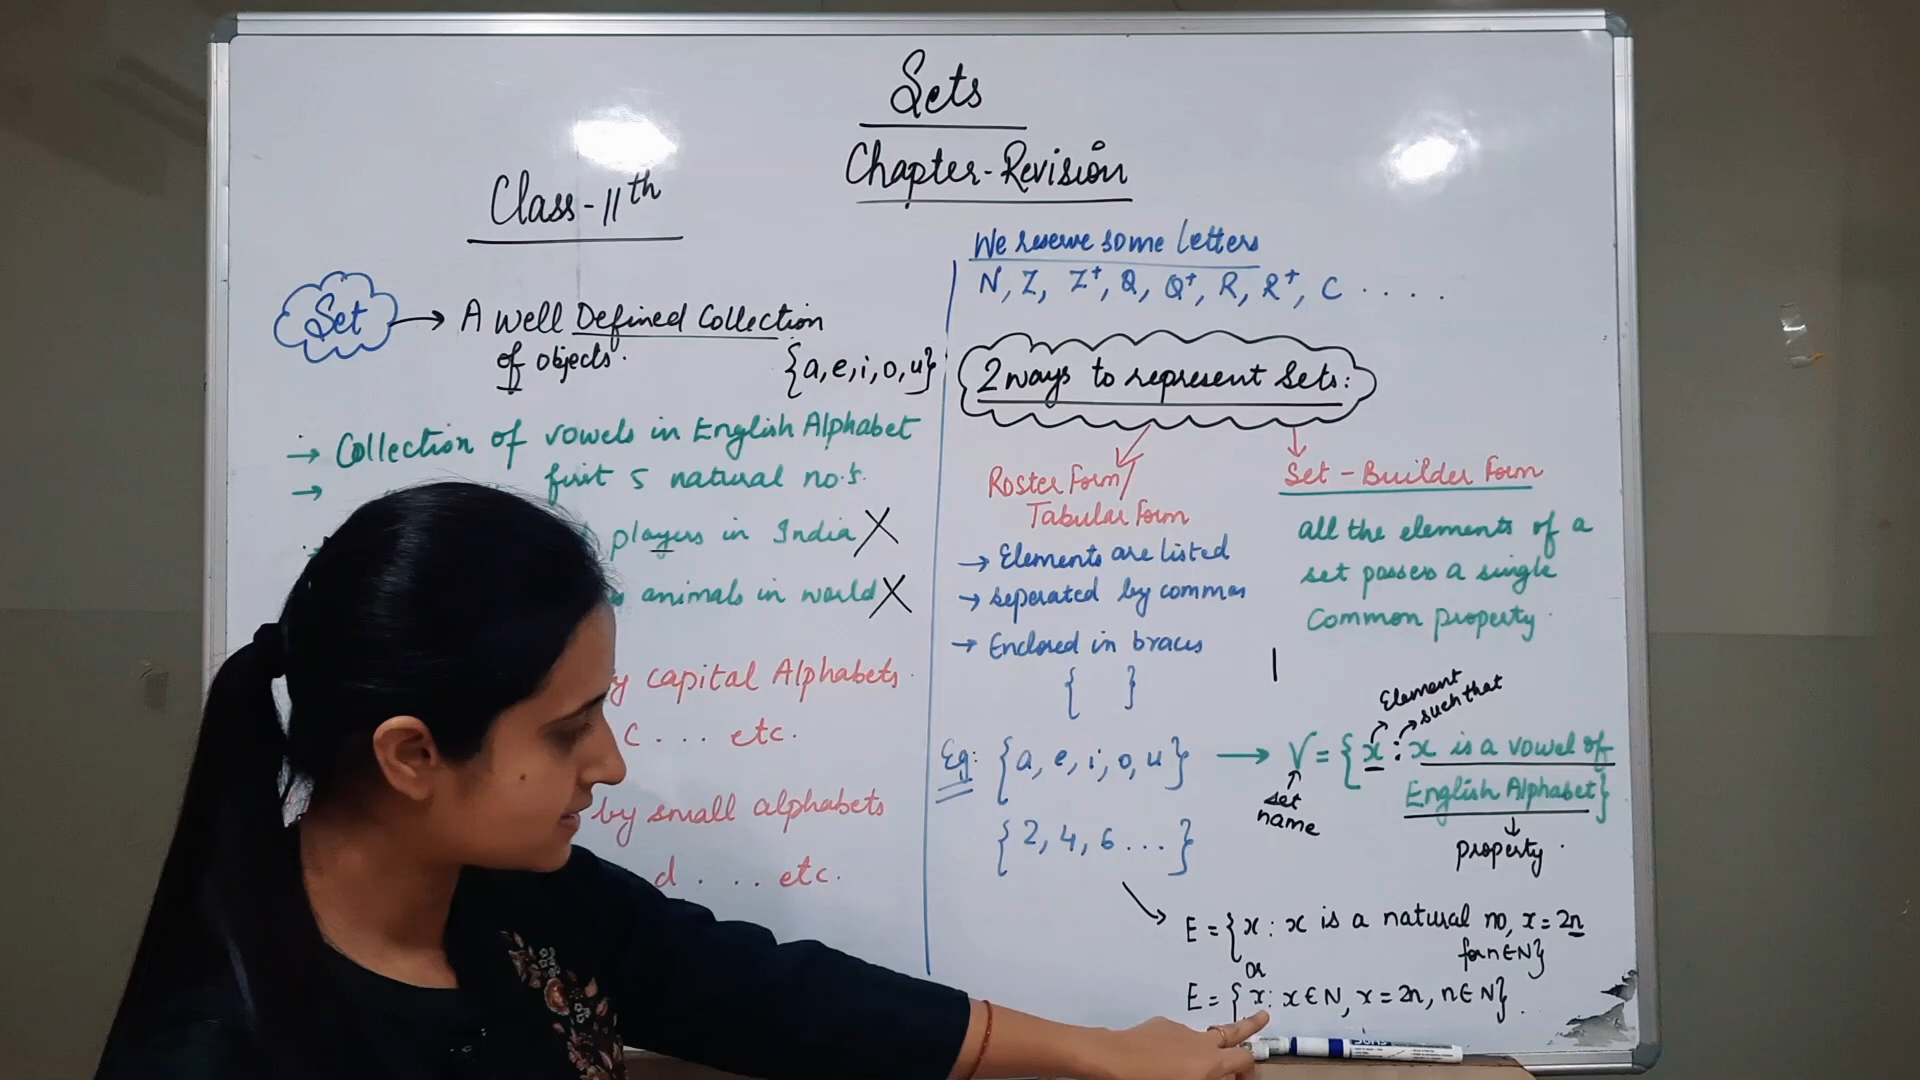 Sets
Chapter-Revision
Class-11th
Set → A well Defined Collection
of objects.
{a,e,i,o,u}
→ Collection of vowels in English Alphabet
→ first 5 natural no.s.
players in India X
animals in world X
y capital Alphabets.
C . . . etc.
by small alphabets
d . . . etc.
We reserve some letters
N, Z, Z⁺, Q, Q⁺, R, R⁺, C . . . .
2 ways to represent Sets:
Roster Form/
Tabular Form
→ Elements are listed
→ seperated by commas
→ Enclosed in braces
{ }
Set-Builder Form
all the elements of a
set possess a single
Common property.
|
Element
such that
Eg: {a, e, i, o, u} → V = {x : x is a vowel of
English Alphabet}
set
name
property.
{2, 4, 6 ...}
E = {x : x is a natural no, x = 2n
for n∈N}
or
E = {x : x∈N, x = 2n, n∈N}.